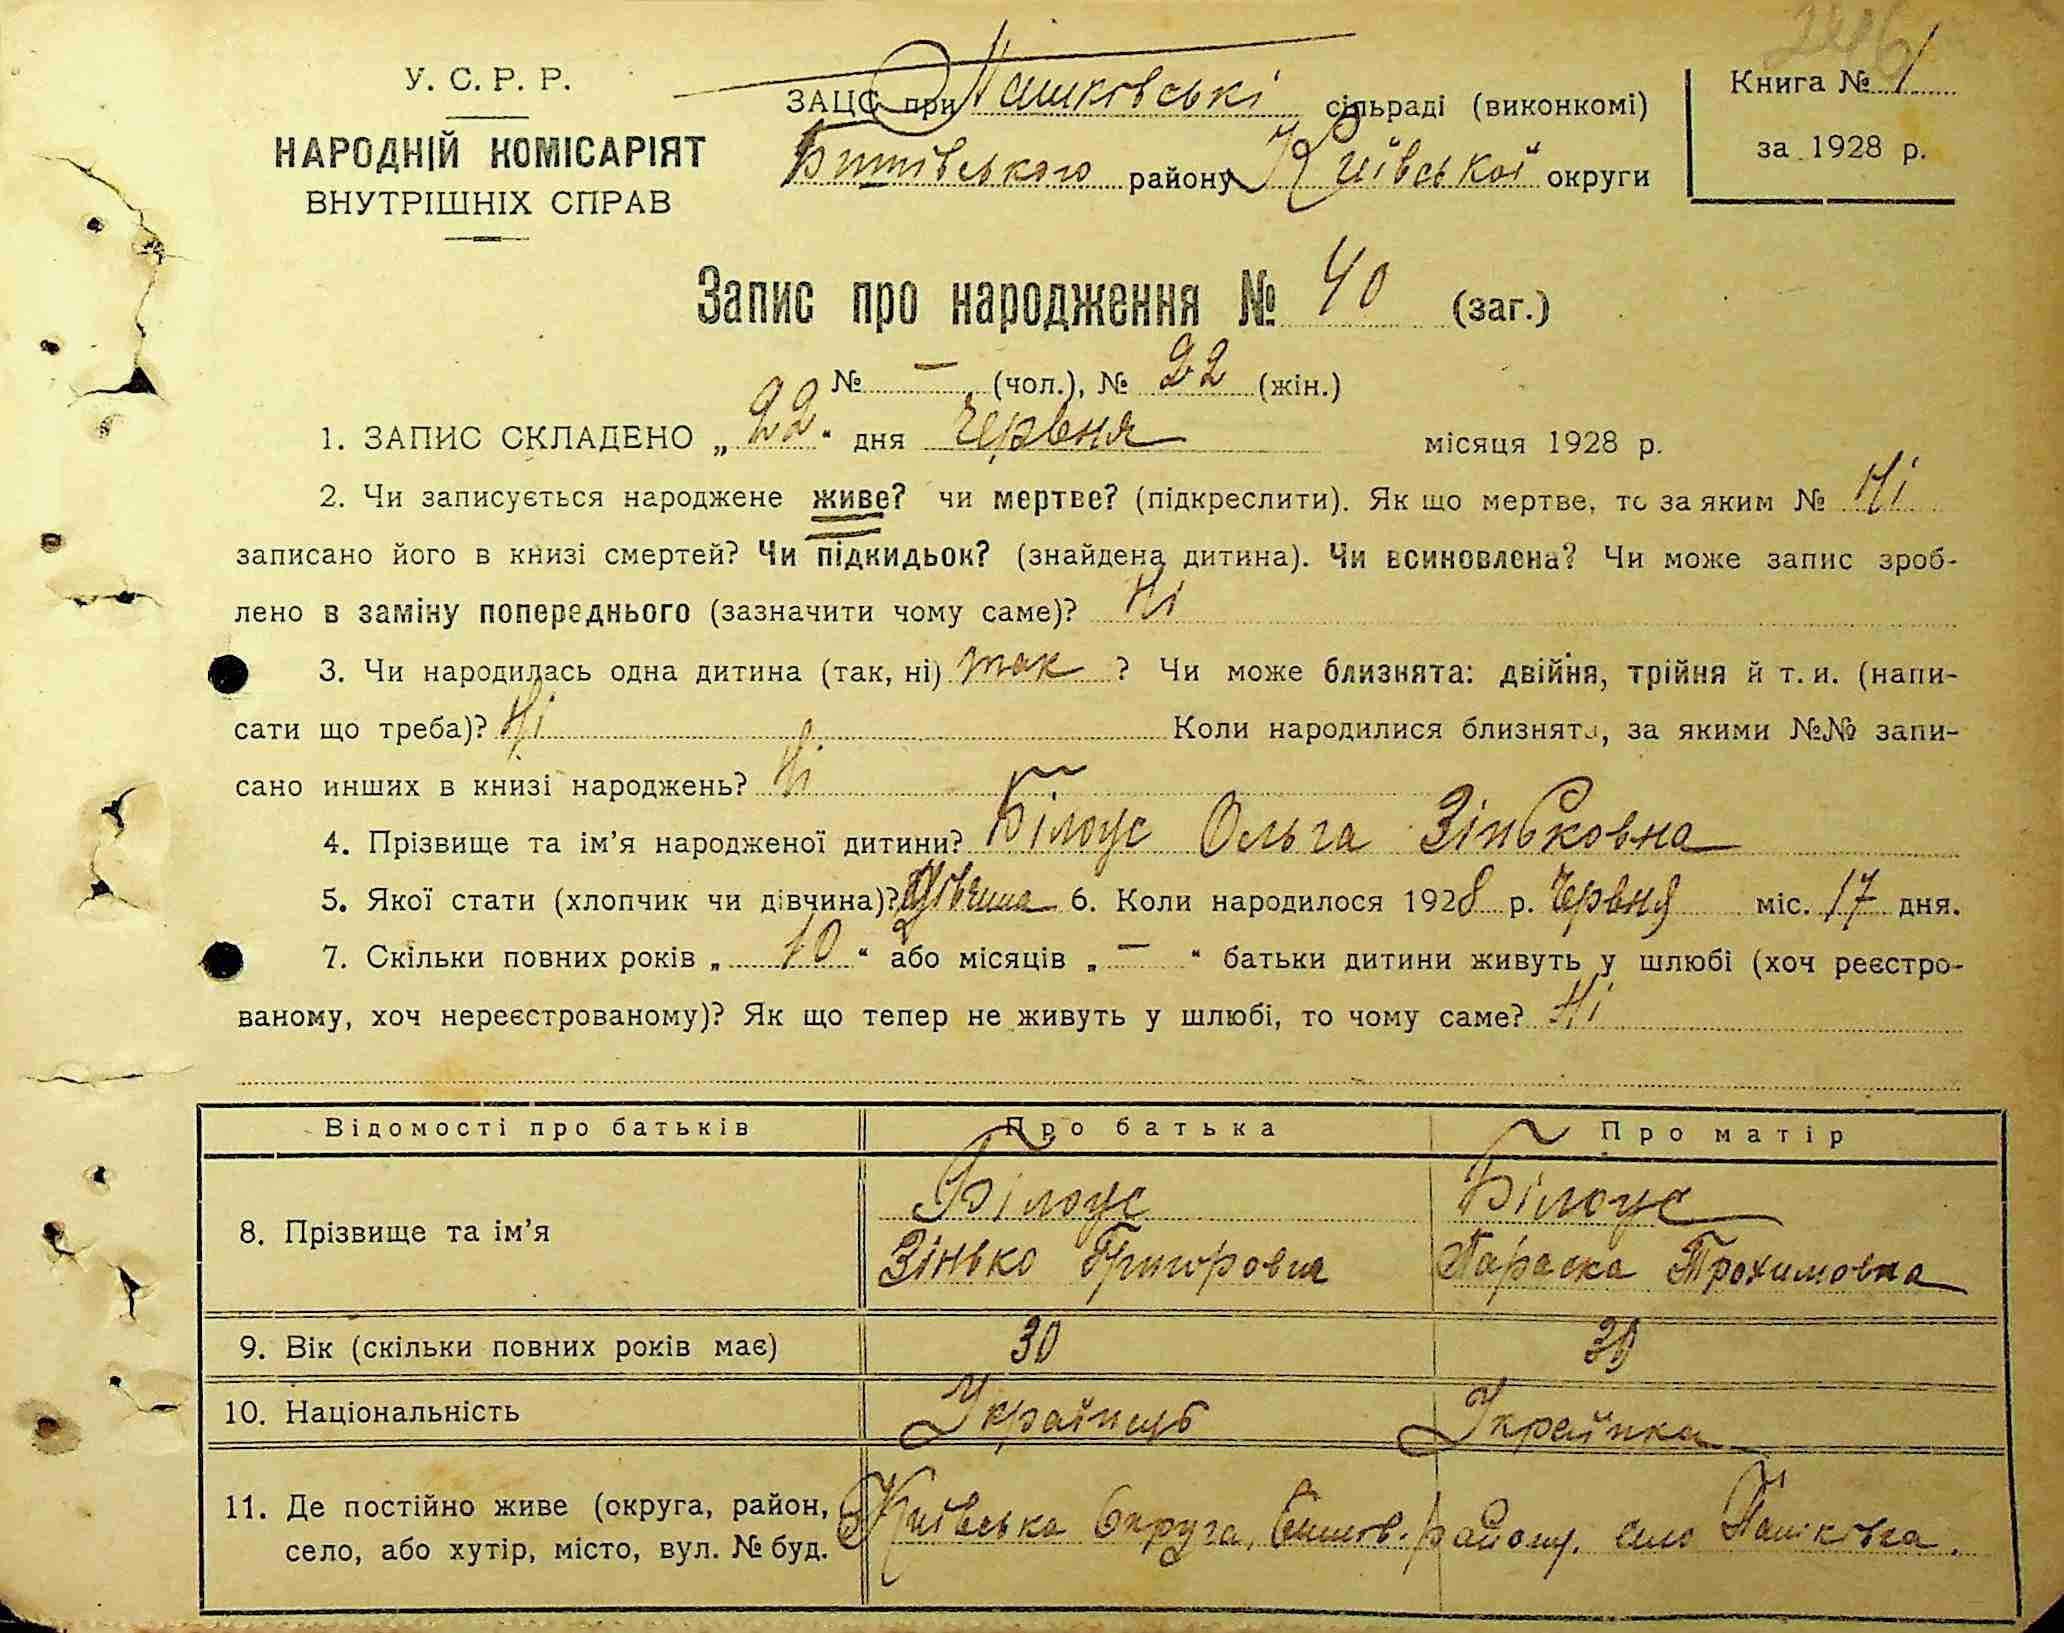 У. С. Р. Р.
НАРОДНІЙ КОМІСАРІЯТ
ВНУТРІШНІХ СПРАВ
ЗАЦС при Пашковські сільраді (виконкомі)
Бишівського району Київської округи
Книга № 1
за 1928 р.
Запис про народження № 40 (заг.)
№ — (чол.), № 22 (жін.)
1. ЗАПИС СКЛАДЕНО „22“ дня Червня місяця 1928 р.
2. Чи записується народжене живе? чи мертве? (підкреслити). Як що мертве, то за яким № Ні
записано його в книзі смертей? Чи підкидьок? (знайдена дитина). Чи всиновлена? Чи може запис зроб-
лено в заміну попереднього (зазначити чому саме)? Ні
3. Чи народилась одна дитина (так, ні) так ? Чи може близнята: двійня, трійня й т. и. (напи-
сати що треба)? Ні Коли народилися близнята, за якими №№ запи-
сано инших в книзі народжень? Ні
4. Прізвище та ім’я народженої дитини? Білоус Ольга Зіньковна
5. Якої стати (хлопчик чи дівчина)? Дівчина 6. Коли народилося 1928 р. Червня міс. 17 дня.
7. Скільки повних років „ 10 “ або місяців „ — “ батьки дитини живуть у шлюбі (хоч реєстро-
ваному, хоч нереєстрованому)? Як що тепер не живуть у шлюбі, то чому саме? Ні
Відомості про батьків Про батька Про матір
8. Прізвище та ім’я Білоус Білоус
Зінько Григорович Параска Трохимовна
9. Вік (скільки повних років має) 30 30
10. Національність Українець Українка
11. Де постійно живе (округа, район,
село, або хутір, місто, вул. № буд. Київська Округа, Бишів. району. село Пашківка.